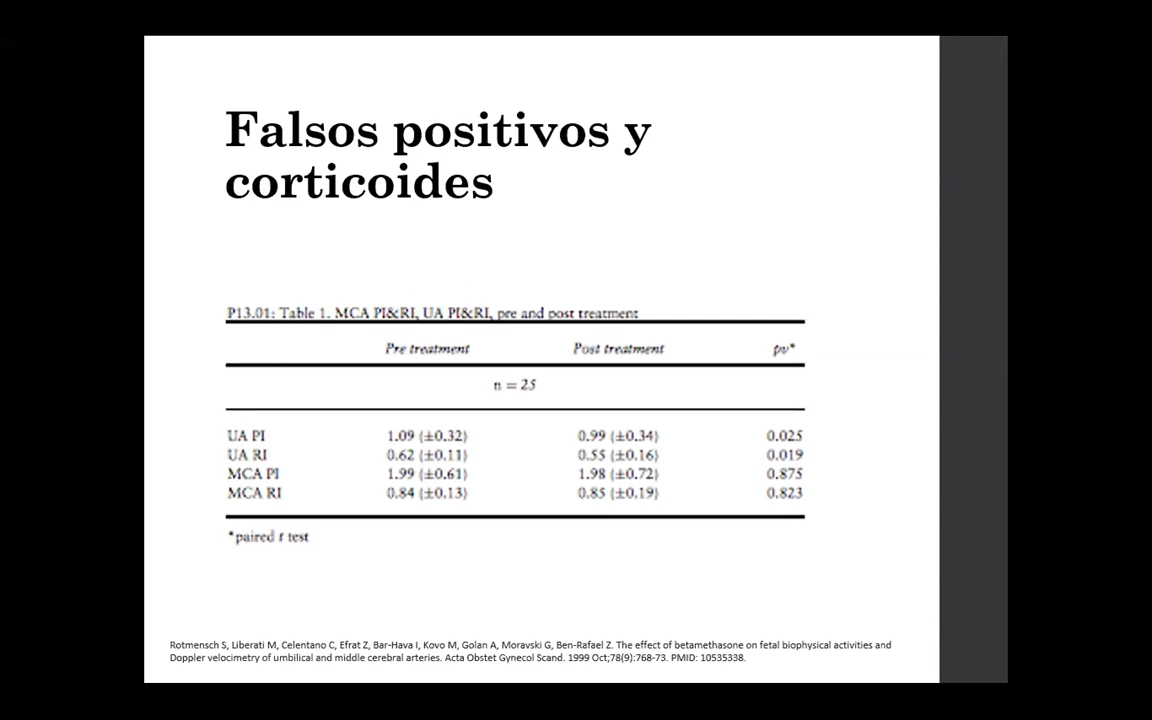 Falsos positivos y
corticoides
P13.01: Table 1. MCA PI&RI, UA PI&RI, pre and post treatment
Pre treatment Post treatment pv*
n = 25
UA PI 1.09 (±0.32) 0.99 (±0.34) 0.025
UA RI 0.62 (±0.11) 0.55 (±0.16) 0.019
MCA PI 1.99 (±0.61) 1.98 (±0.72) 0.875
MCA RI 0.84 (±0.13) 0.85 (±0.19) 0.823
*paired t test
Rotmensch S, Liberati M, Celentano C, Efrat Z, Bar-Hava I, Kovo M, Golan A, Moravski G, Ben-Rafael Z. The effect of betamethasone on fetal biophysical activities and
Doppler velocimetry of umbilical and middle cerebral arteries. Acta Obstet Gynecol Scand. 1999 Oct;78(9):768-73. PMID: 10535338.